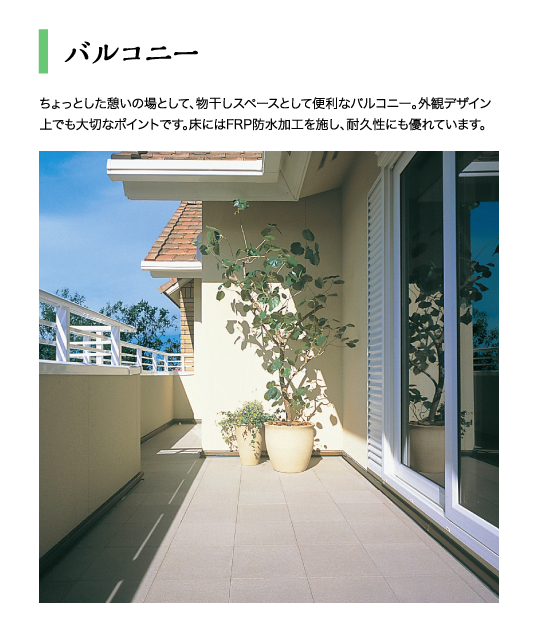 バルコニー
ちょっとした憩いの場として、物干しスペースとして便利なバルコニー。外観デザイン
上でも大切なポイントです。床にはFRP防水加工を施し、耐久性にも優れています。